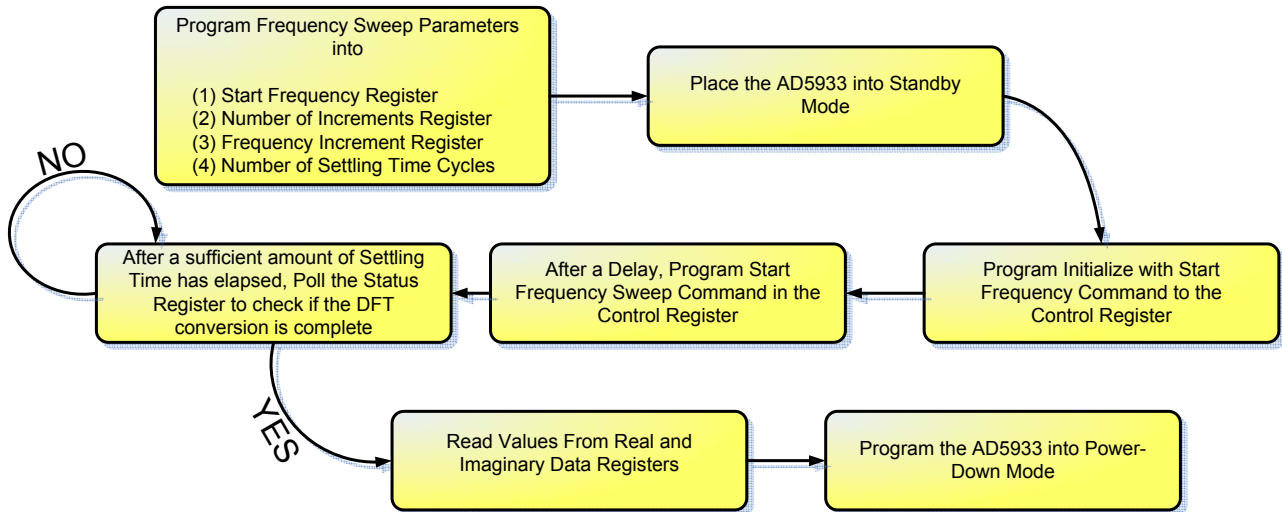 Program Frequency Sweep Parameters
into
(1) Start Frequency Register
(2) Number of Increments Register
(3) Frequency Increment Register
(4) Number of Settling Time Cycles
Place the AD5933 into Standby
Mode
Program Initialize with Start
Frequency Command to the
Control Register
After a Delay, Program Start
Frequency Sweep Command in the
Control Register
After a sufficient amount of Settling
Time has elapsed, Poll the Status
Register to check if the DFT
conversion is complete
NO
YES
Read Values From Real and
Imaginary Data Registers
Program the AD5933 into Power-
Down Mode